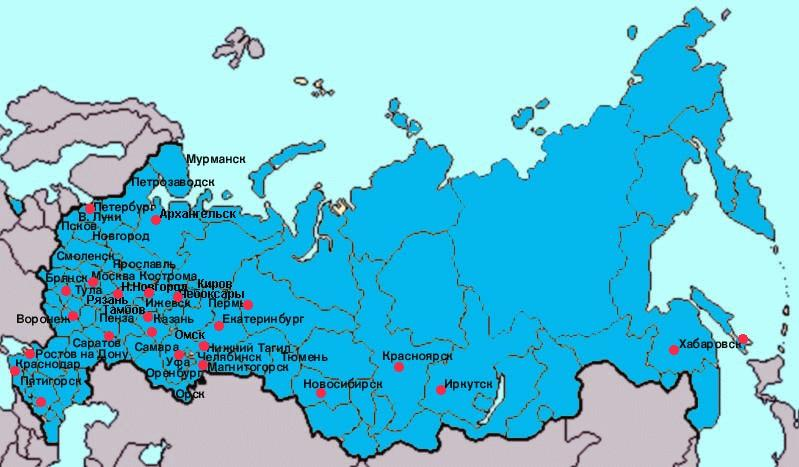 Мурманск
Петрозаводск
Петербург
Архангельск
В. Луки
Псков
Новгород
Смоленск
Ярославль
Брянск
Москва Кострома
Киров
Тула
Н.Новгород
Чебоксары
Рязань
Ижевск
Пермь
Тамбов
Воронеж
Пенза
Казань
Екатеринбург
Омск
Саратов
Самара
Нижний Тагил
Хабаровск
Ростов на Дону
Уфа
Челябинск
Тюмень
Красноярск
Краснодар
Оренбург
Магнитогорск
Пятигорск
Новосибирск
Иркутск
Орск